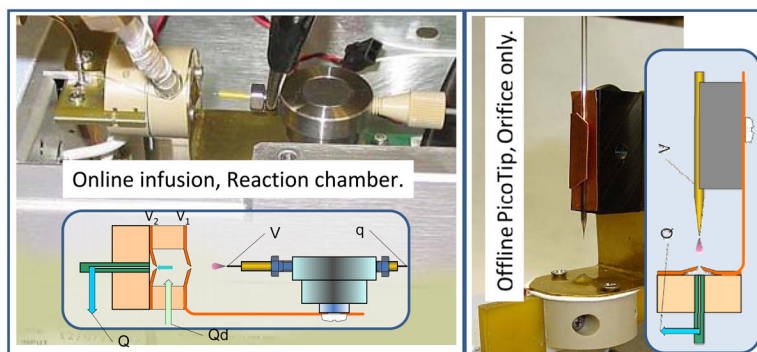 Online infusion, Reaction chamber.
V2 V1
V
q
Q
Qd
Offline PicoTip, Orifice only.
V
Q